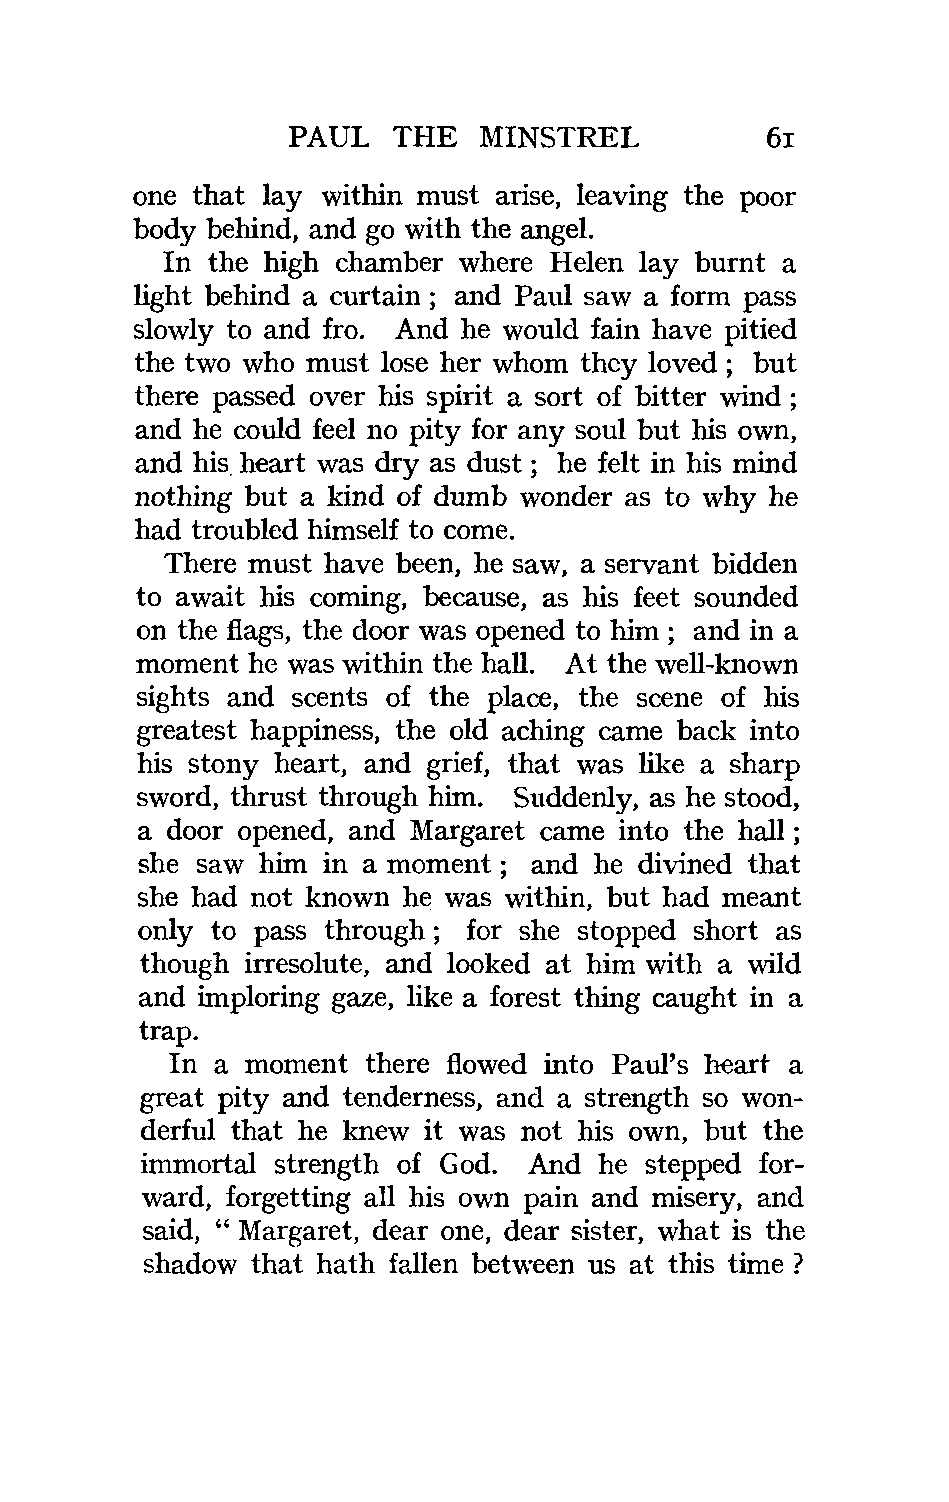 PAUL THE MINSTREL 61
one that lay within must arise, leaving the poor
body behind, and go with the angel.
In the high chamber where Helen lay burnt a
light behind a curtain ; and Paul saw a form pass
slowly to and fro. And he would fain have pitied
the two who must lose her whom they loved ; but
there passed over his spirit a sort of bitter wind ;
and he could feel no pity for any soul but his own,
and his heart was dry as dust ; he felt in his mind
nothing but a kind of dumb wonder as to why he
had troubled himself to come.
There must have been, he saw, a servant bidden
to await his coming, because, as his feet sounded
on the flags, the door was opened to him ; and in a
moment he was within the hall. At the well-known
sights and scents of the place, the scene of his
greatest happiness, the old aching came back into
his stony heart, and grief, that was like a sharp
sword, thrust through him. Suddenly, as he stood,
a door opened, and Margaret came into the hall ;
she saw him in a moment ; and he divined that
she had not known he was within, but had meant
only to pass through ; for she stopped short as
though irresolute, and looked at him with a wild
and imploring gaze, like a forest thing caught in a
trap.
In a moment there flowed into Paul's heart a
great pity and tenderness, and a strength so won-
derful that he knew it was not his own, but the
immortal strength of God. And he stepped for-
ward, forgetting all his own pain and misery, and
said, “ Margaret, dear one, dear sister, what is the
shadow that hath fallen between us at this time ?